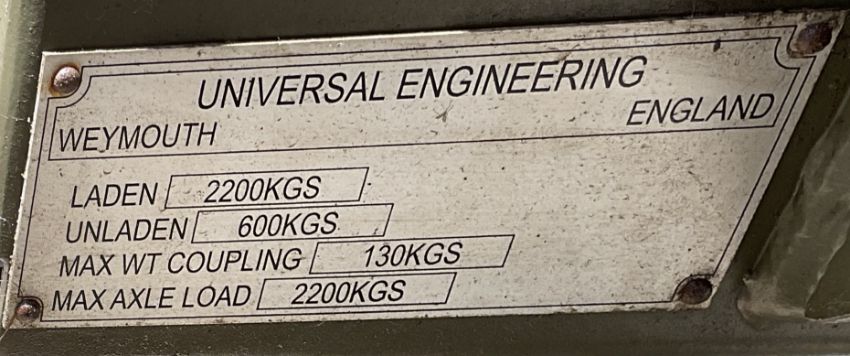 UNIVERSAL ENGINEERING
WEYMOUTH ENGLAND
LADEN 2200KGS
UNLADEN 600KGS
MAX WT COUPLING 130KGS
MAX AXLE LOAD 2200KGS